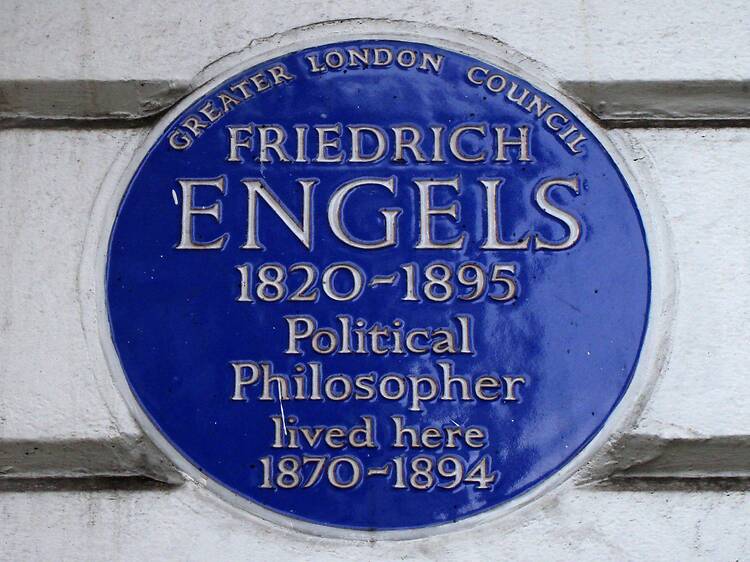 GREATER LONDON COUNCIL
FRIEDRICH
ENGELS
1820~1895
Political
Philosopher
lived here
1870~1894